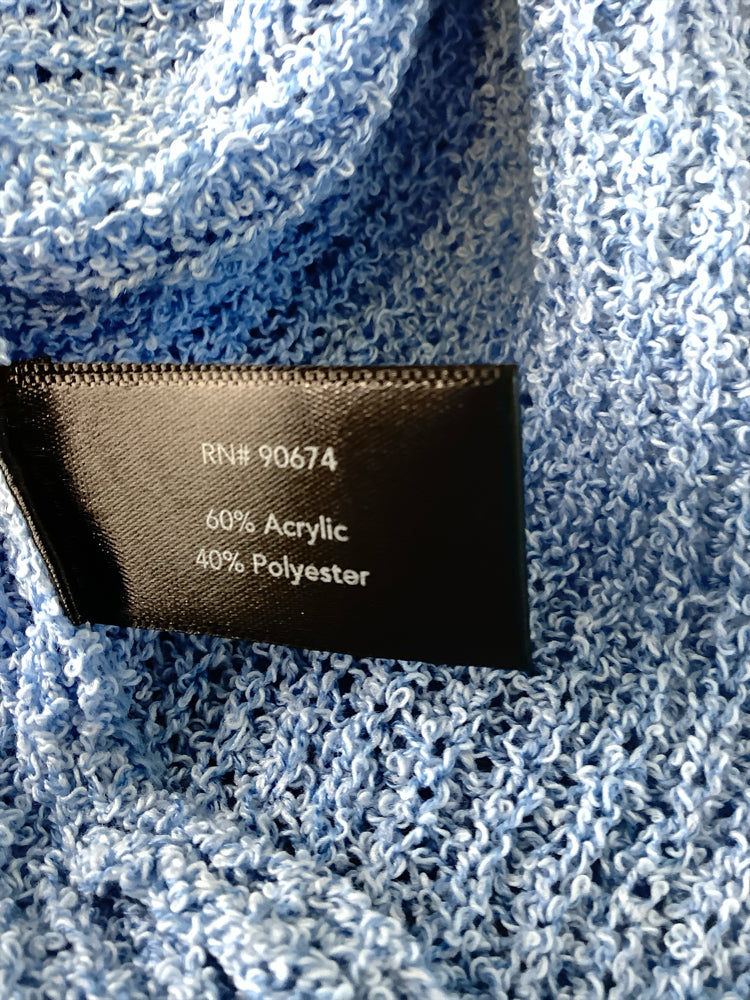 RN# 90674
60% Acrylic
40% Polyester